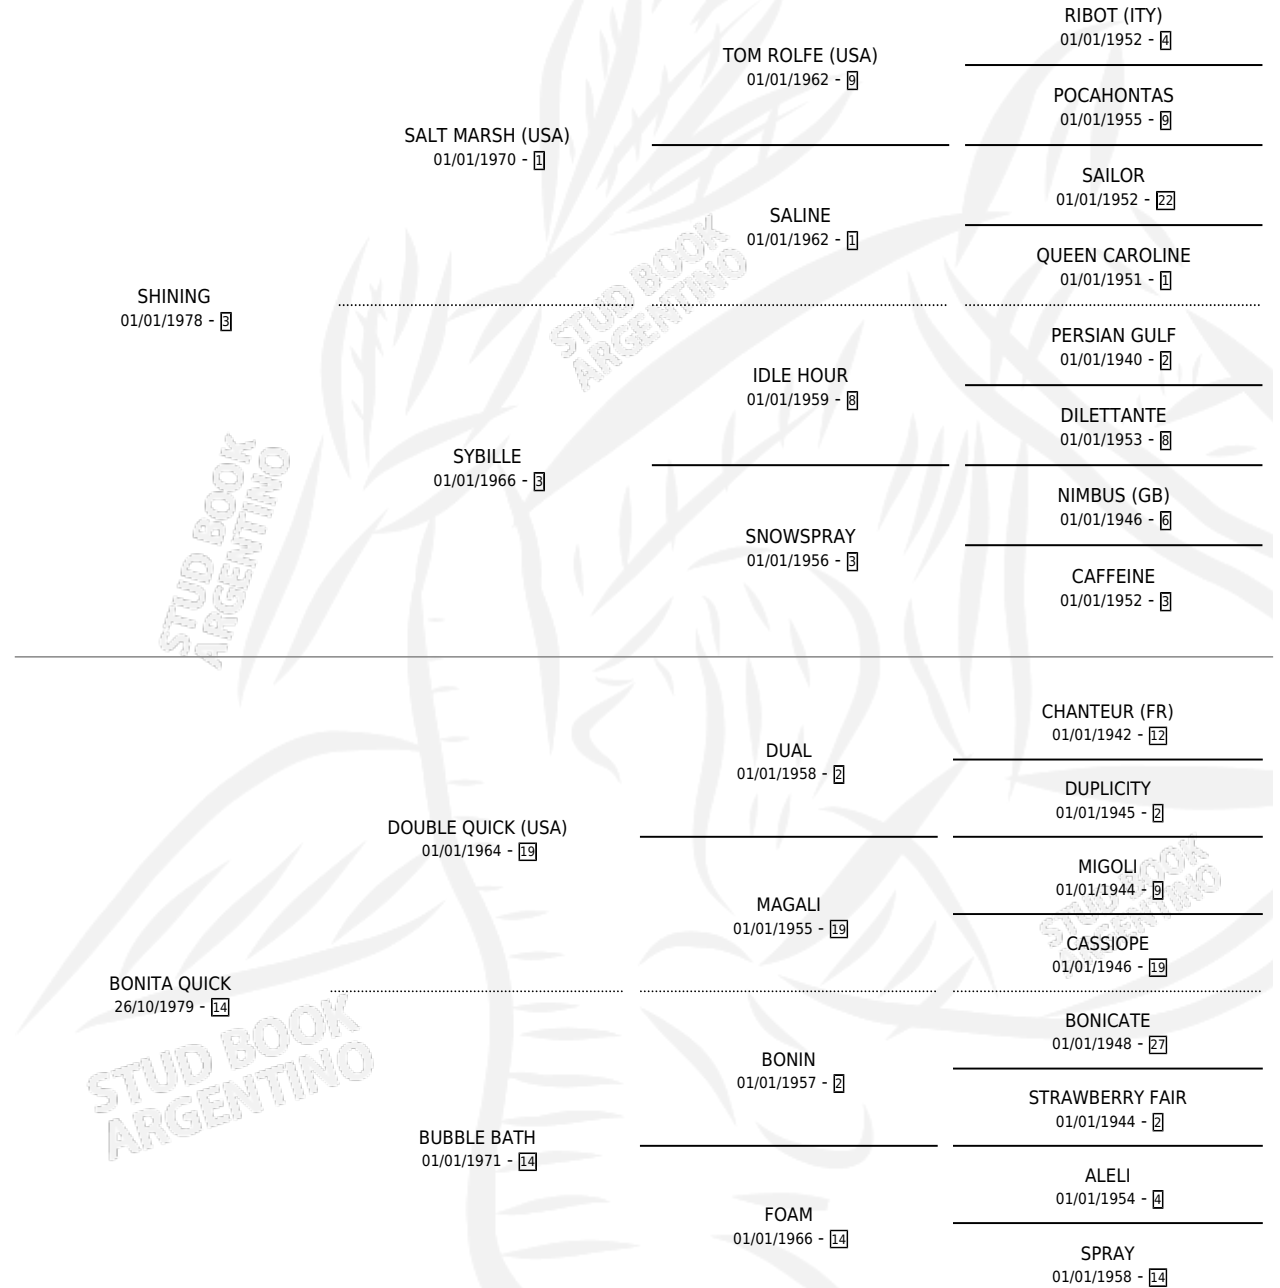 RIBOT (ITY)
01/01/1952 - 4
TOM ROLFE (USA)
01/01/1962 - 9
POCAHONTAS
01/01/1955 - 9
SALT MARSH (USA)
01/01/1970 - 1
SAILOR
01/01/1952 - 22
SALINE
01/01/1962 - 1
QUEEN CAROLINE
01/01/1951 - 1
SHINING
01/01/1978 - 3
PERSIAN GULF
01/01/1940 - 2
IDLE HOUR
01/01/1959 - 8
DILETTANTE
01/01/1953 - 8
SYBILLE
01/01/1966 - 3
NIMBUS (GB)
01/01/1946 - 6
SNOWSPRAY
01/01/1956 - 3
CAFFEINE
01/01/1952 - 3
CHANTEUR (FR)
01/01/1942 - 12
DUAL
01/01/1958 - 2
DUPLICITY
01/01/1945 - 2
DOUBLE QUICK (USA)
01/01/1964 - 19
MIGOLI
01/01/1944 - 9
MAGALI
01/01/1955 - 19
CASSIOPE
01/01/1946 - 19
BONITA QUICK
26/10/1979 - 14
BONICATE
01/01/1948 - 27
BONIN
01/01/1957 - 2
STRAWBERRY FAIR
01/01/1944 - 2
BUBBLE BATH
01/01/1971 - 14
ALELI
01/01/1954 - 4
FOAM
01/01/1966 - 14
SPRAY
01/01/1958 - 14
STUD BOOK
ARGENTINO
STUD BOOK
ARGENTINO
STUD BOOK
ARGENTINO
STUD BOOK
ARGENTINO